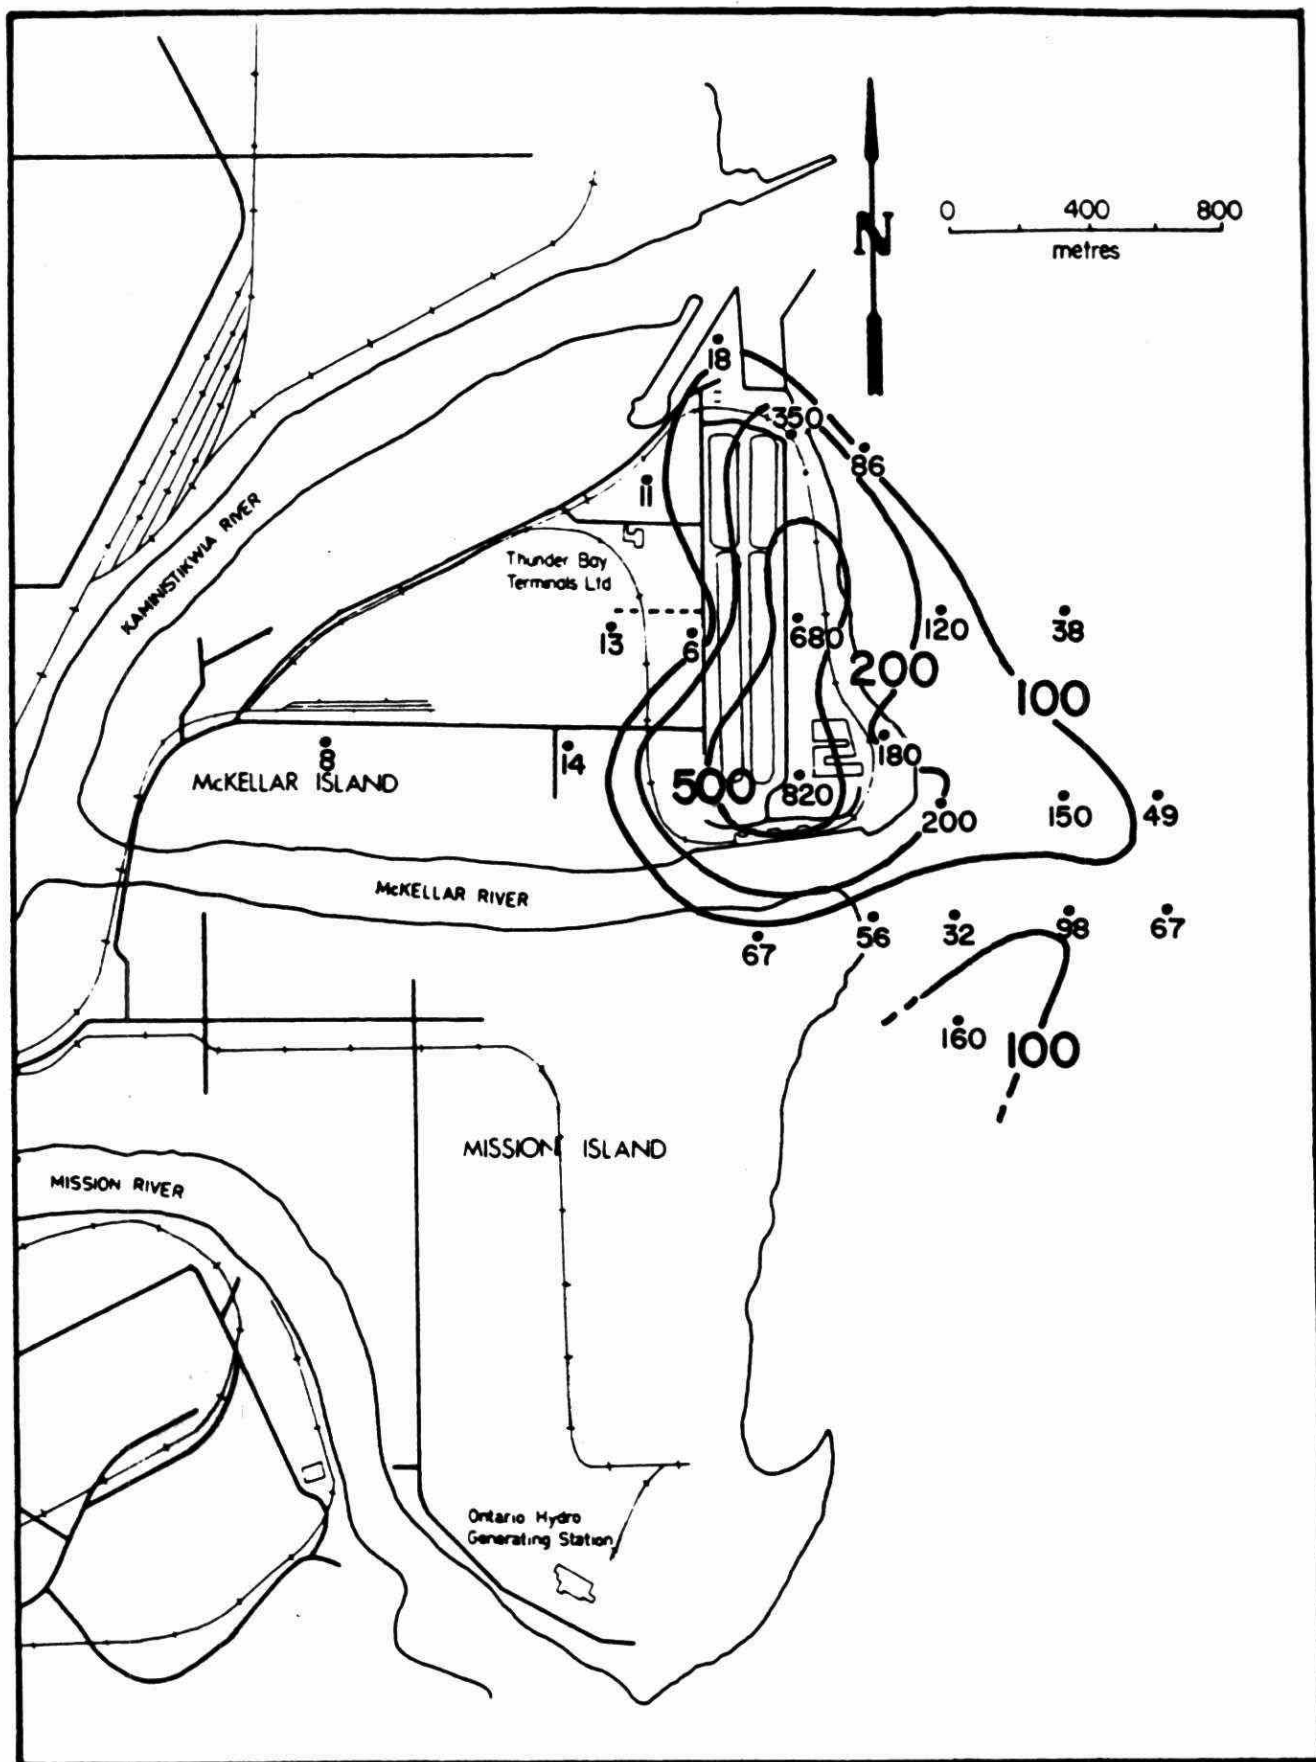 0 400 800
metres
N
18
350
86
11
KAMINISTIKWIA RIVER
Thunder Bay
Terminals Ltd
13
6
680
120
38
200
100
8
14
180
McKELLAR ISLAND
500
820
200
150
49
McKELLAR RIVER
67
56
32
98
67
160
100
MISSION ISLAND
MISSION RIVER
Ontario Hydro
Generating Station